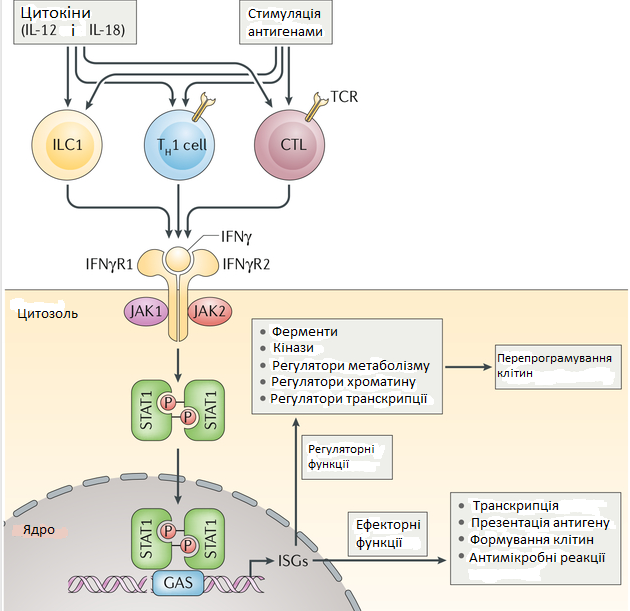 Цитокіни
(IL-12 і IL-18)
Стимуляція
антигенами
TCR
ILC1
TH1 cell
CTL
IFNγ
IFNγR1
IFNγR2
Цитозоль
JAK1
JAK2
• Ферменти
• Кінази
• Регулятори метаболізму
• Регулятори хроматину
• Регулятори транскрипції
Перепрограмування
клітин
STAT1
P
P
STAT1
Регуляторні
функції
Ядро
STAT1
P
P
STAT1
Ефекторні
функції
• Транскрипція
• Презентація антигену
• Формування клітин
• Антимікробні реакції
ISGs
GAS